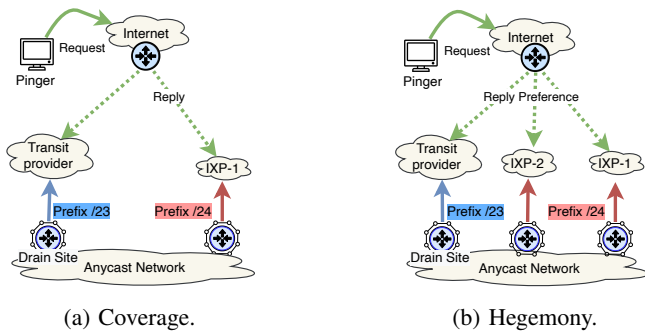 Internet
Request
Pinger
Reply
Transit
provider
IXP-1
Prefix /23
Prefix /24
Drain Site
Anycast Network
(a) Coverage.
Internet
Request
Pinger
Reply Preference
Transit
provider
IXP-2
IXP-1
Prefix /23
Prefix /24
Drain Site
Anycast Network
(b) Hegemony.